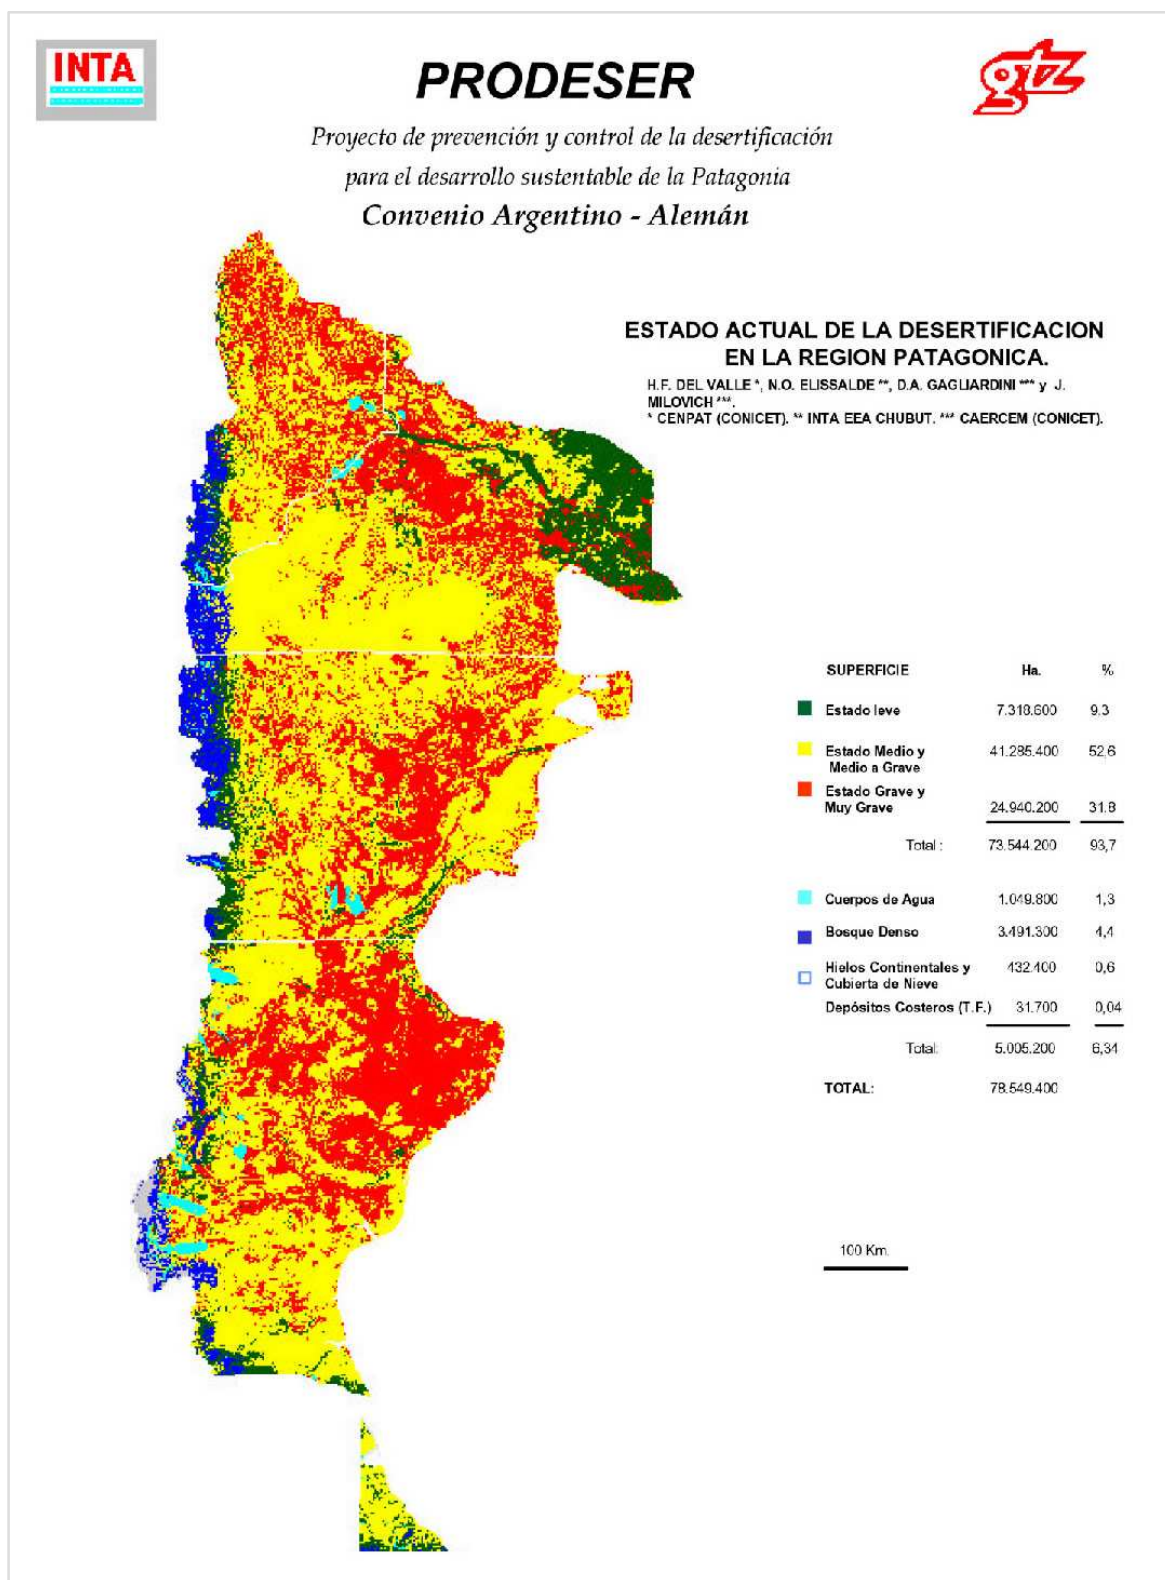 INTA
PRODESER
gtz
Proyecto de prevención y control de la desertificación
para el desarrollo sustentable de la Patagonia
Convenio Argentino - Alemán
ESTADO ACTUAL DE LA DESERTIFICACION
EN LA REGION PATAGONICA.
H.F. DEL VALLE *, N.O. ELISSALDE **, D.A. GAGLIARDINI *** y J.
MILOVICH ***.
* CENPAT (CONICET). ** INTA EEA CHUBUT. *** CAERCEM (CONICET).
SUPERFICIE Ha. %
Estado leve 7.318.600 9.3
Estado Medio y 41.285.400 52,6
Medio a Grave
Estado Grave y
Muy Grave 24.940.200 31.8
Total : 73.544.200 93,7
Cuerpos de Agua 1.049.800 1,3
Bosque Denso 3.491.300 4,4
Hielos Continentales y 432.400 0,6
Cubierta de Nieve
Depósitos Costeros (T.F.) 31.700 0,04
Total: 5.005.200 6,34
TOTAL: 78.549.400
100 Km.